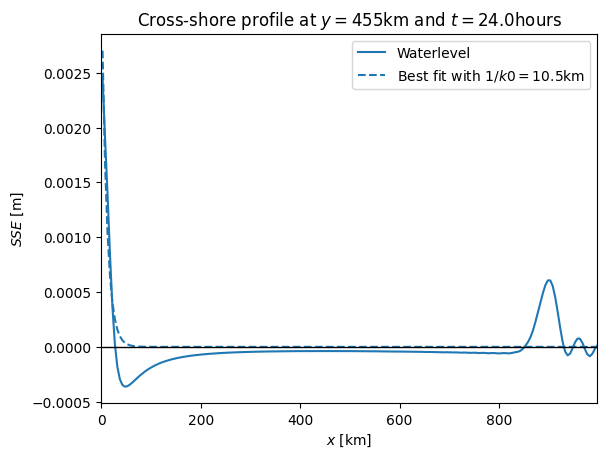 Cross-shore profile at y = 455km and t = 24.0hours
Waterlevel
Best fit with 1/k0 = 10.5km
SSE [m]
0.0025
0.0020
0.0015
0.0010
0.0005
0.0000
−0.0005
0 200 400 600 800
x [km]